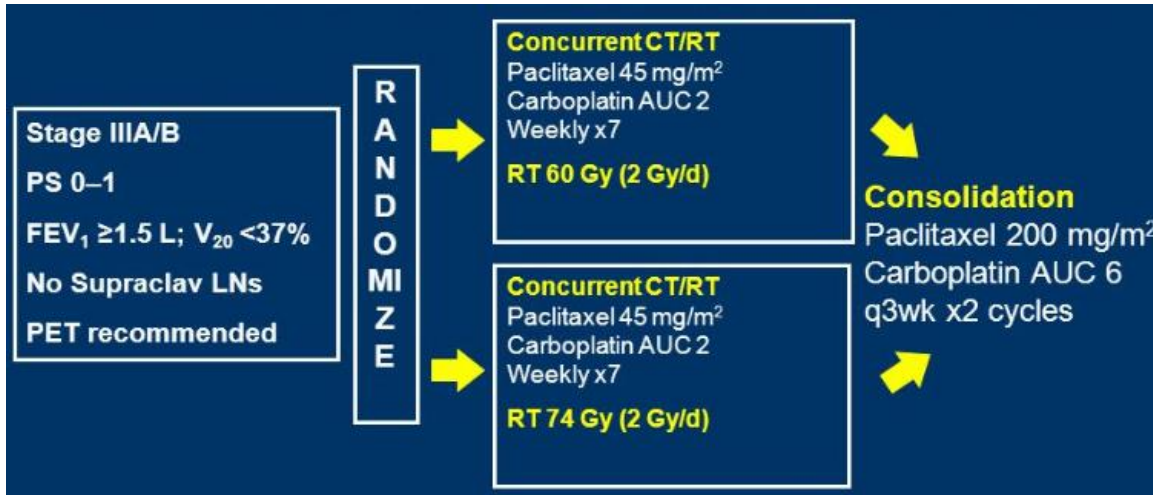 Stage IIIA/B
PS 0–1
FEV₁ ≥1.5 L; V₂₀ <37%
No Supraclav LNs
PET recommended
R
A
N
D
O
MI
Z
E
Concurrent CT/RT
Paclitaxel 45 mg/m²
Carboplatin AUC 2
Weekly x7
RT 60 Gy (2 Gy/d)
Concurrent CT/RT
Paclitaxel 45 mg/m²
Carboplatin AUC 2
Weekly x7
RT 74 Gy (2 Gy/d)
Consolidation
Paclitaxel 200 mg/m²
Carboplatin AUC 6
q3wk x2 cycles